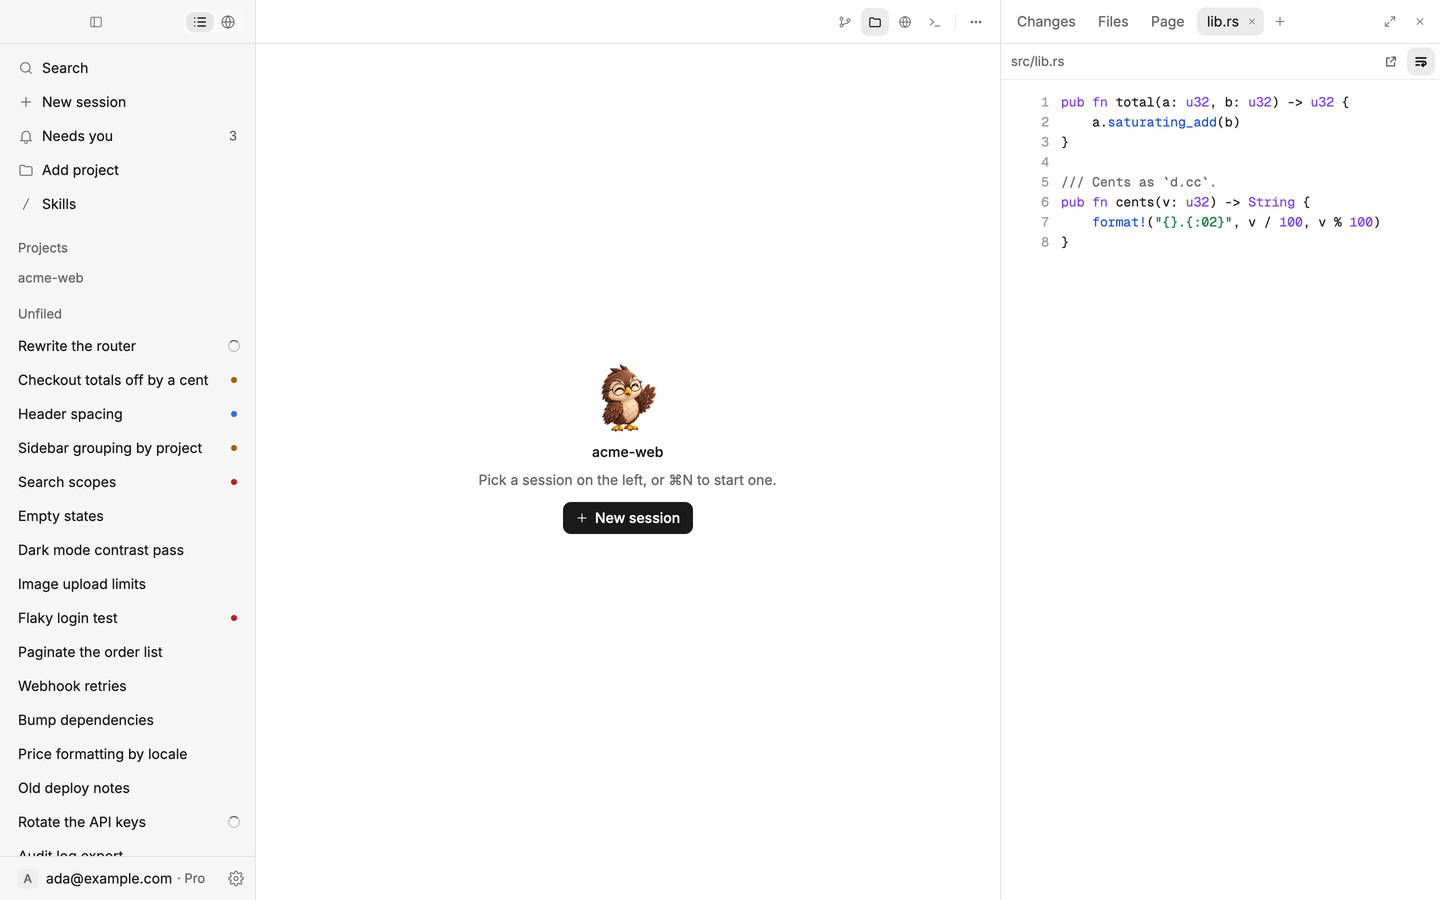 Search
New session
Needs you 3
Add project
Skills
Projects
acme-web
Unfiled
Rewrite the router
Checkout totals off by a cent
Header spacing
Sidebar grouping by project
Search scopes
Empty states
Dark mode contrast pass
Image upload limits
Flaky login test
Paginate the order list
Webhook retries
Bump dependencies
Price formatting by locale
Old deploy notes
Rotate the API keys
Audit log export
A ada@example.com · Pro
acme-web
Pick a session on the left, or ⌘N to start one.
New session
Changes Files Page lib.rs
src/lib.rs
1 pub fn total(a: u32, b: u32) -> u32 {
2     a.saturating_add(b)
3 }
4
5 /// Cents as `d.cc`.
6 pub fn cents(v: u32) -> String {
7     format!("{}.{:02}", v / 100, v % 100)
8 }